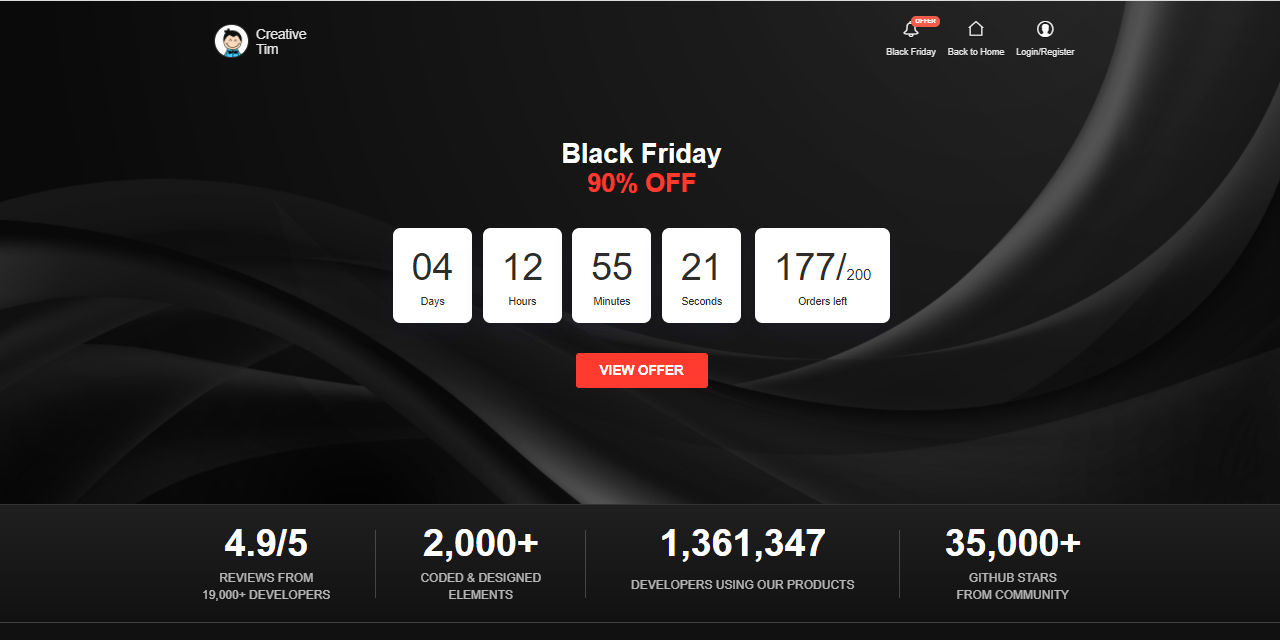 Creative
Tim
OFFER
Black Friday
Back to Home
Login/Register
Black Friday
90% OFF
04
Days
12
Hours
55
Minutes
21
Seconds
177/200
Orders left
VIEW OFFER
4.9/5
REVIEWS FROM
19,000+ DEVELOPERS
2,000+
CODED & DESIGNED
ELEMENTS
1,361,347
DEVELOPERS USING OUR PRODUCTS
35,000+
GITHUB STARS
FROM COMMUNITY